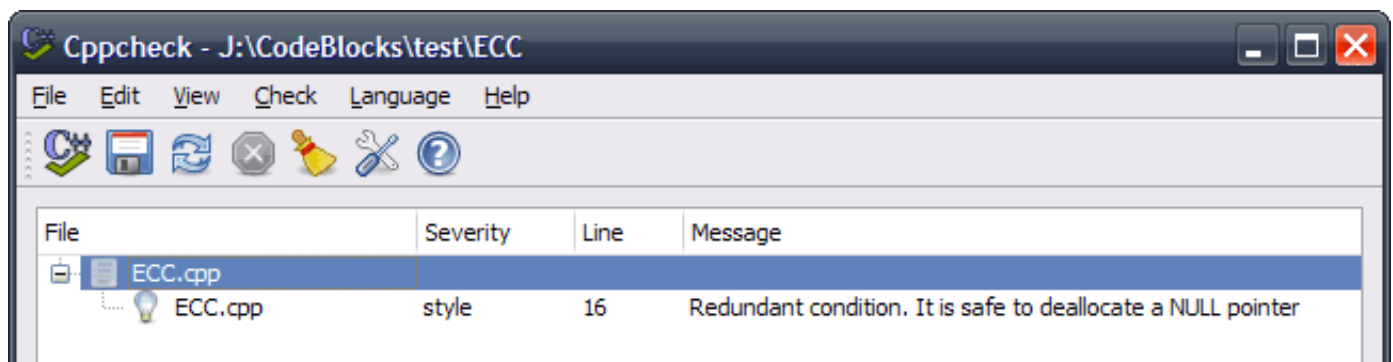 Cppcheck - J:\CodeBlocks\test\ECC
File Edit View Check Language Help
File Severity Line Message
ECC.cpp
ECC.cpp style 16 Redundant condition. It is safe to deallocate a NULL pointer